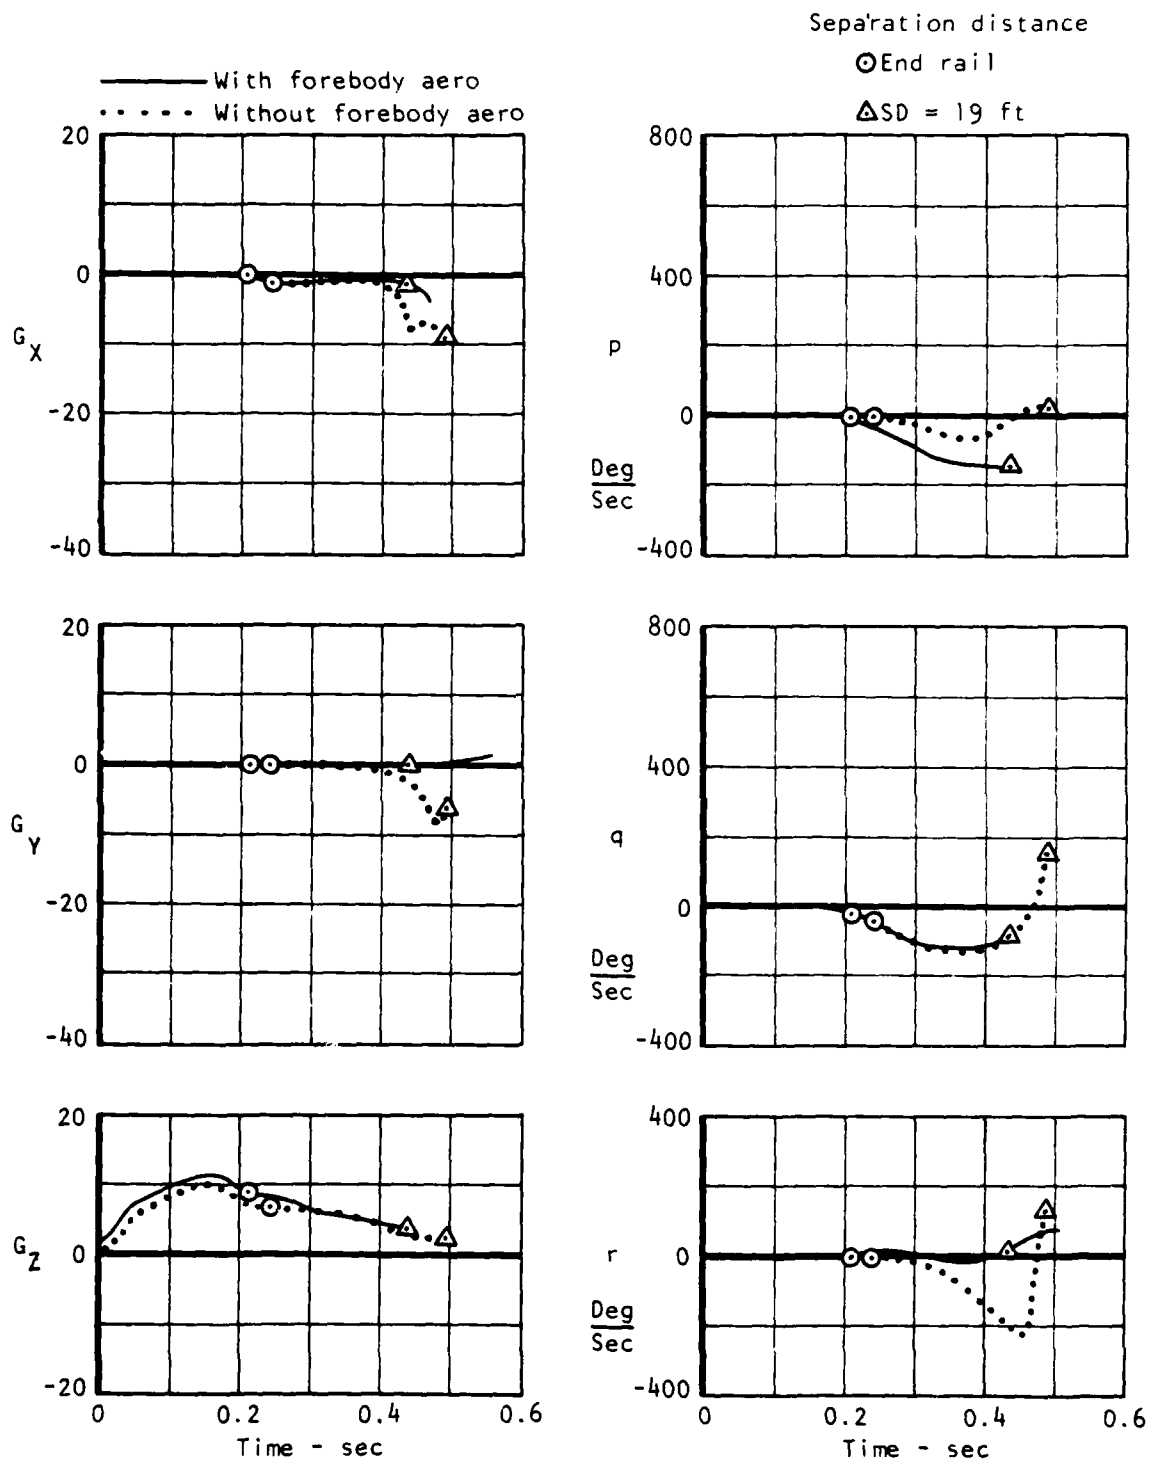 Separation distance
⊙End rail
△SD = 19 ft
With forebody aero
Without forebody aero
20
0
-20
-40
G X
800
400
0
-400
p
Deg
Sec
20
0
-20
-40
G Y
800
400
0
-400
q
Deg
Sec
20
0
-20
G Z
0 0.2 0.4 0.6
Time - sec
400
0
-400
r
Deg
Sec
0 0.2 0.4 0.6
Time - sec